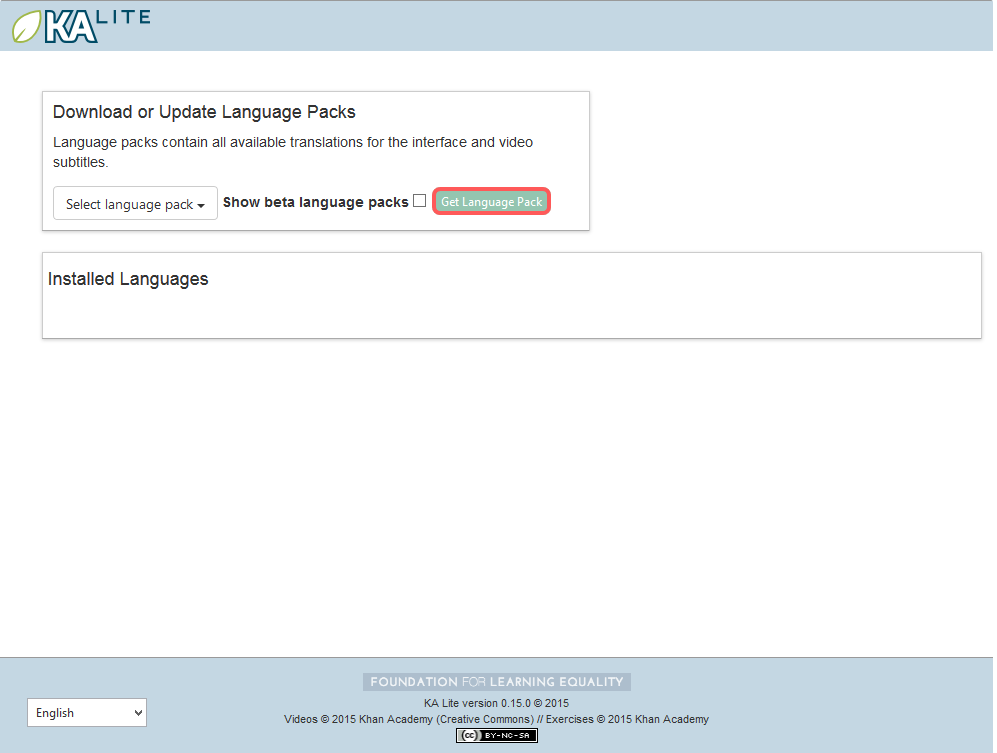 KA LITE
Download or Update Language Packs
Language packs contain all available translations for the interface and video
subtitles.
Select language pack Show beta language packs Get Language Pack
Installed Languages
FOUNDATION FOR LEARNING EQUALITY
KA Lite version 0.15.0 © 2015
English
Videos © 2015 Khan Academy (Creative Commons) // Exercises © 2015 Khan Academy
(cc) BY-NC-SA